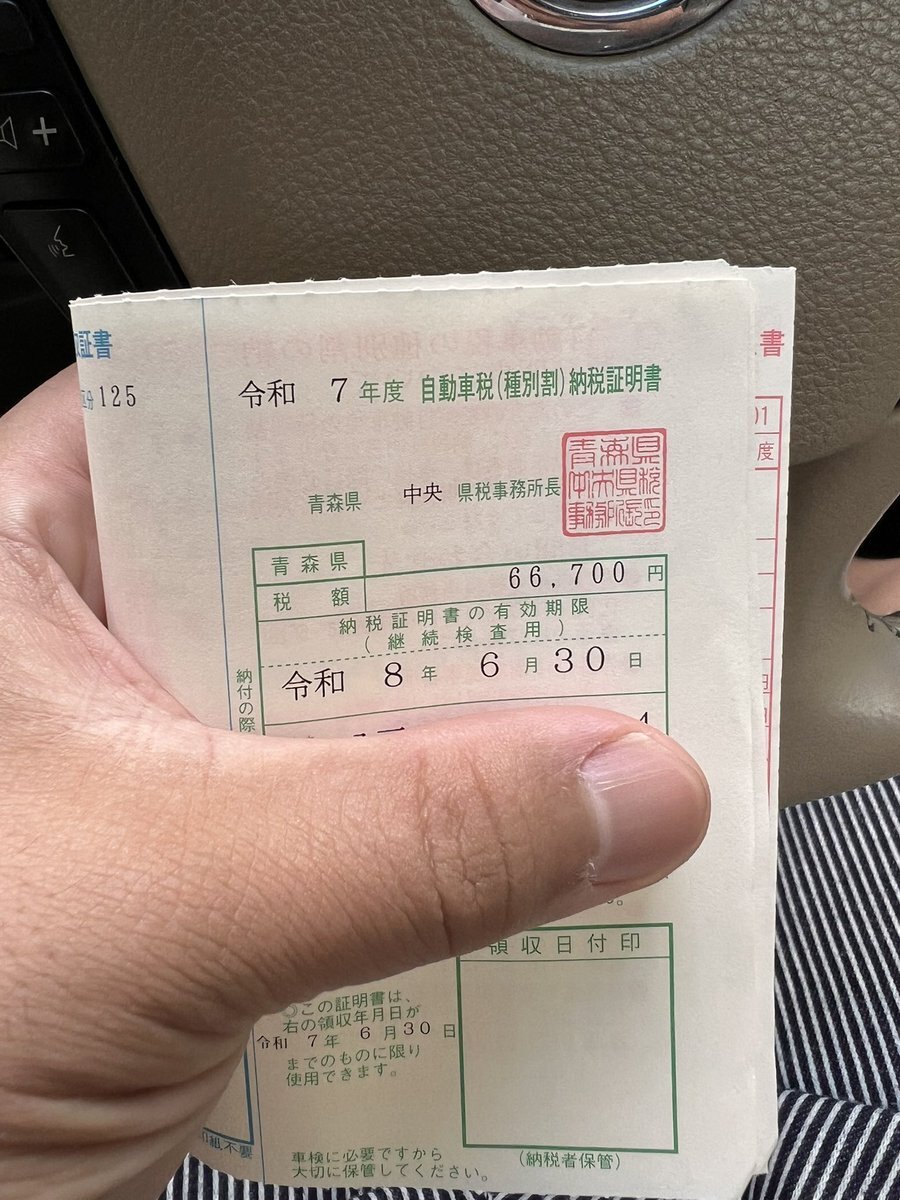 証書
125
令和 7 年度 自動車税(種別割)納税証明書
青森県 中央 県税事務所長
青森県
税額 66,700 円
納税証明書の有効期限
(継続検査用)
令和 8 年 6 月 30 日
納付の際
領収日付印
◎この証明書は、
右の領収年月日が
令和 7 年 6 月 30 日
までのものに限り
使用できます。
車検に必要ですから
大切に保管してください。
(納税者保管)
書
01
度